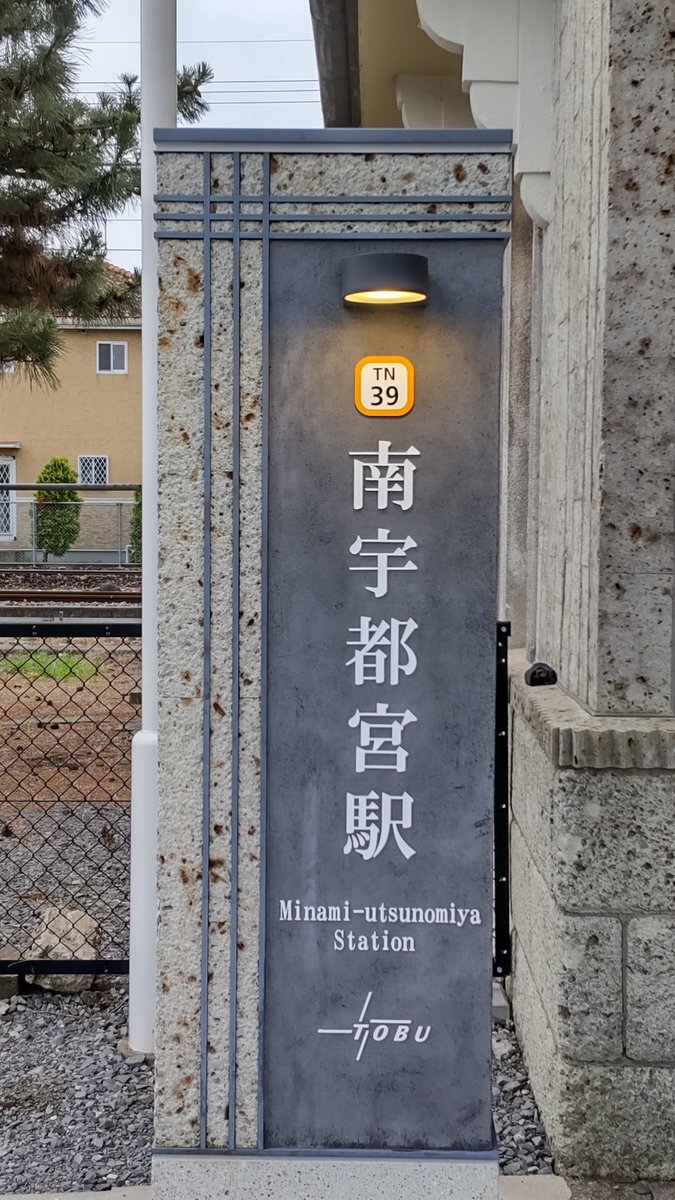 TN
39
南宇都宮駅
Minami-utsunomiya
Station
TOBU